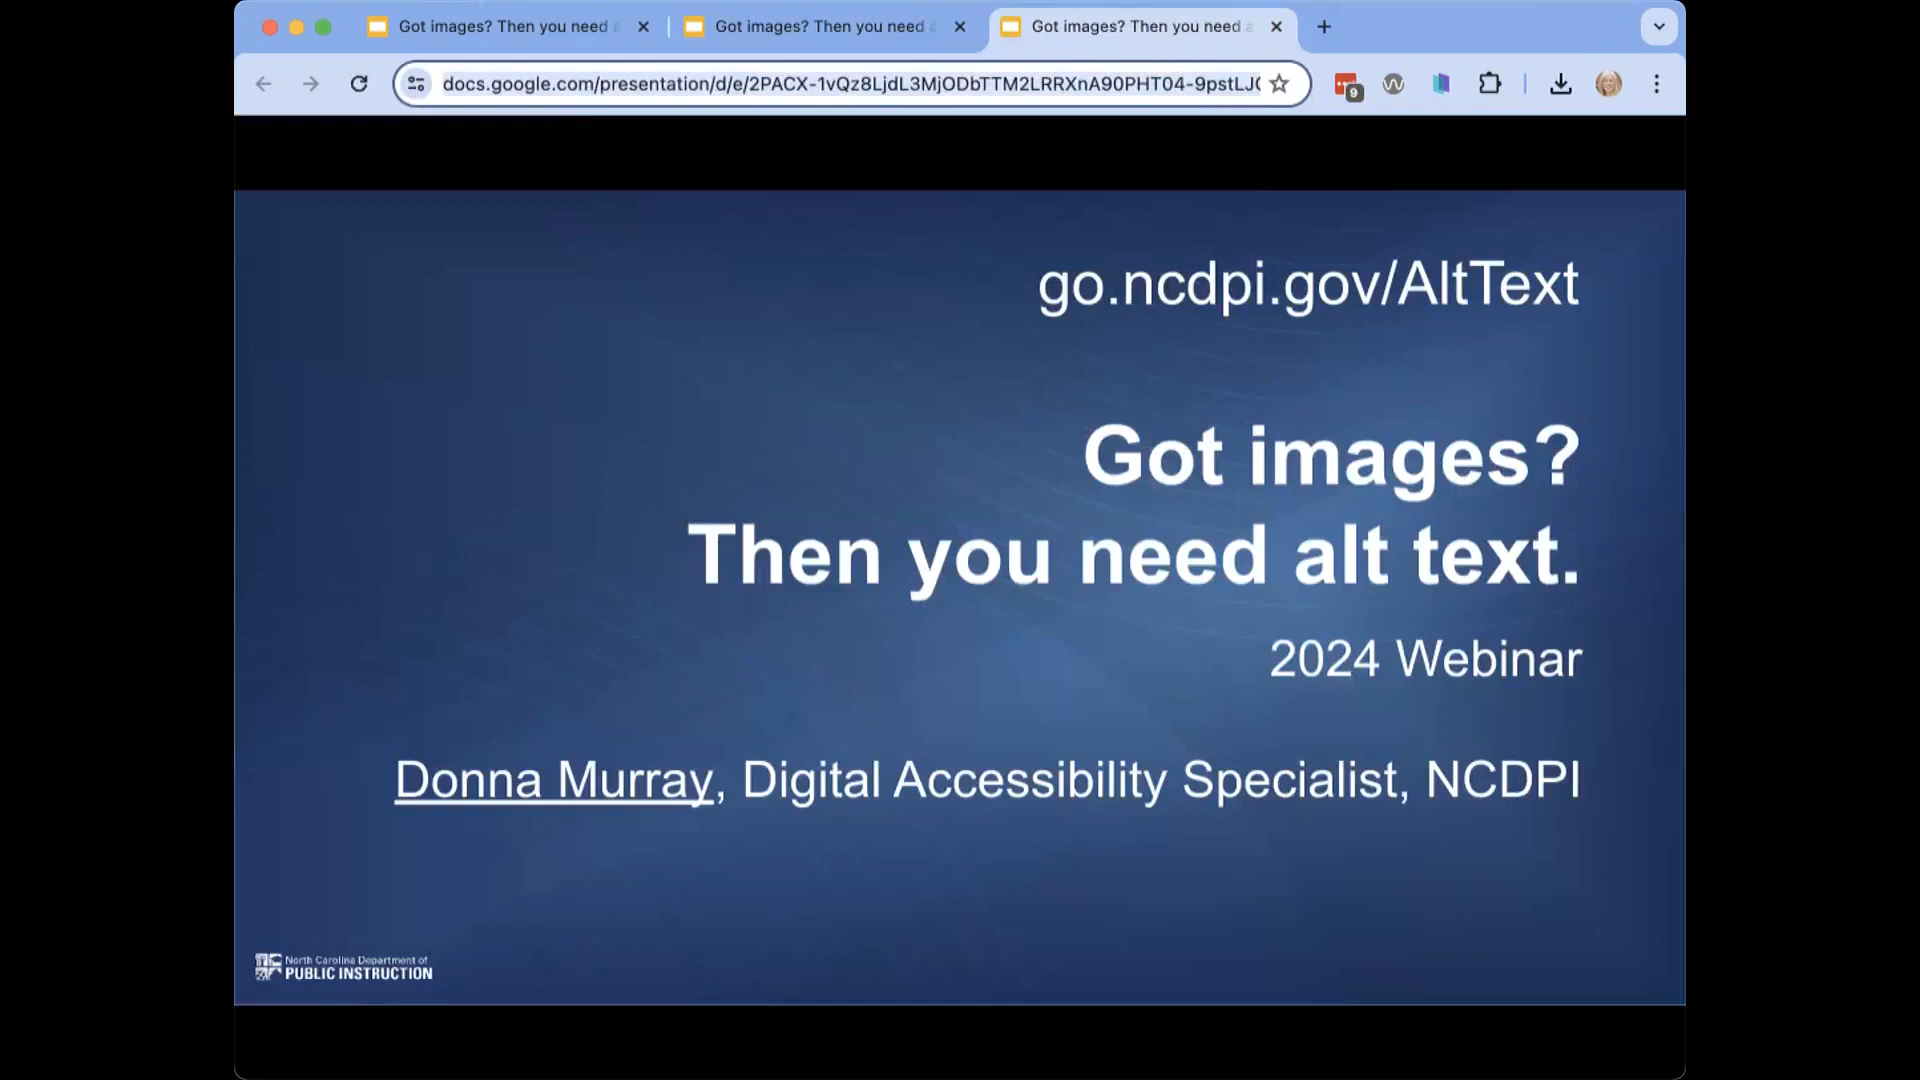 Got images? Then you need a
Got images? Then you need a
Got images? Then you need a
docs.google.com/presentation/d/e/2PACX-1vQz8LjdL3MjODbTTM2LRRXnA90PHT04-9pstLJ
9
go.ncdpi.gov/AltText
Got images?
Then you need alt text.
2024 Webinar
Donna Murray, Digital Accessibility Specialist, NCDPI
North Carolina Department of
PUBLIC INSTRUCTION